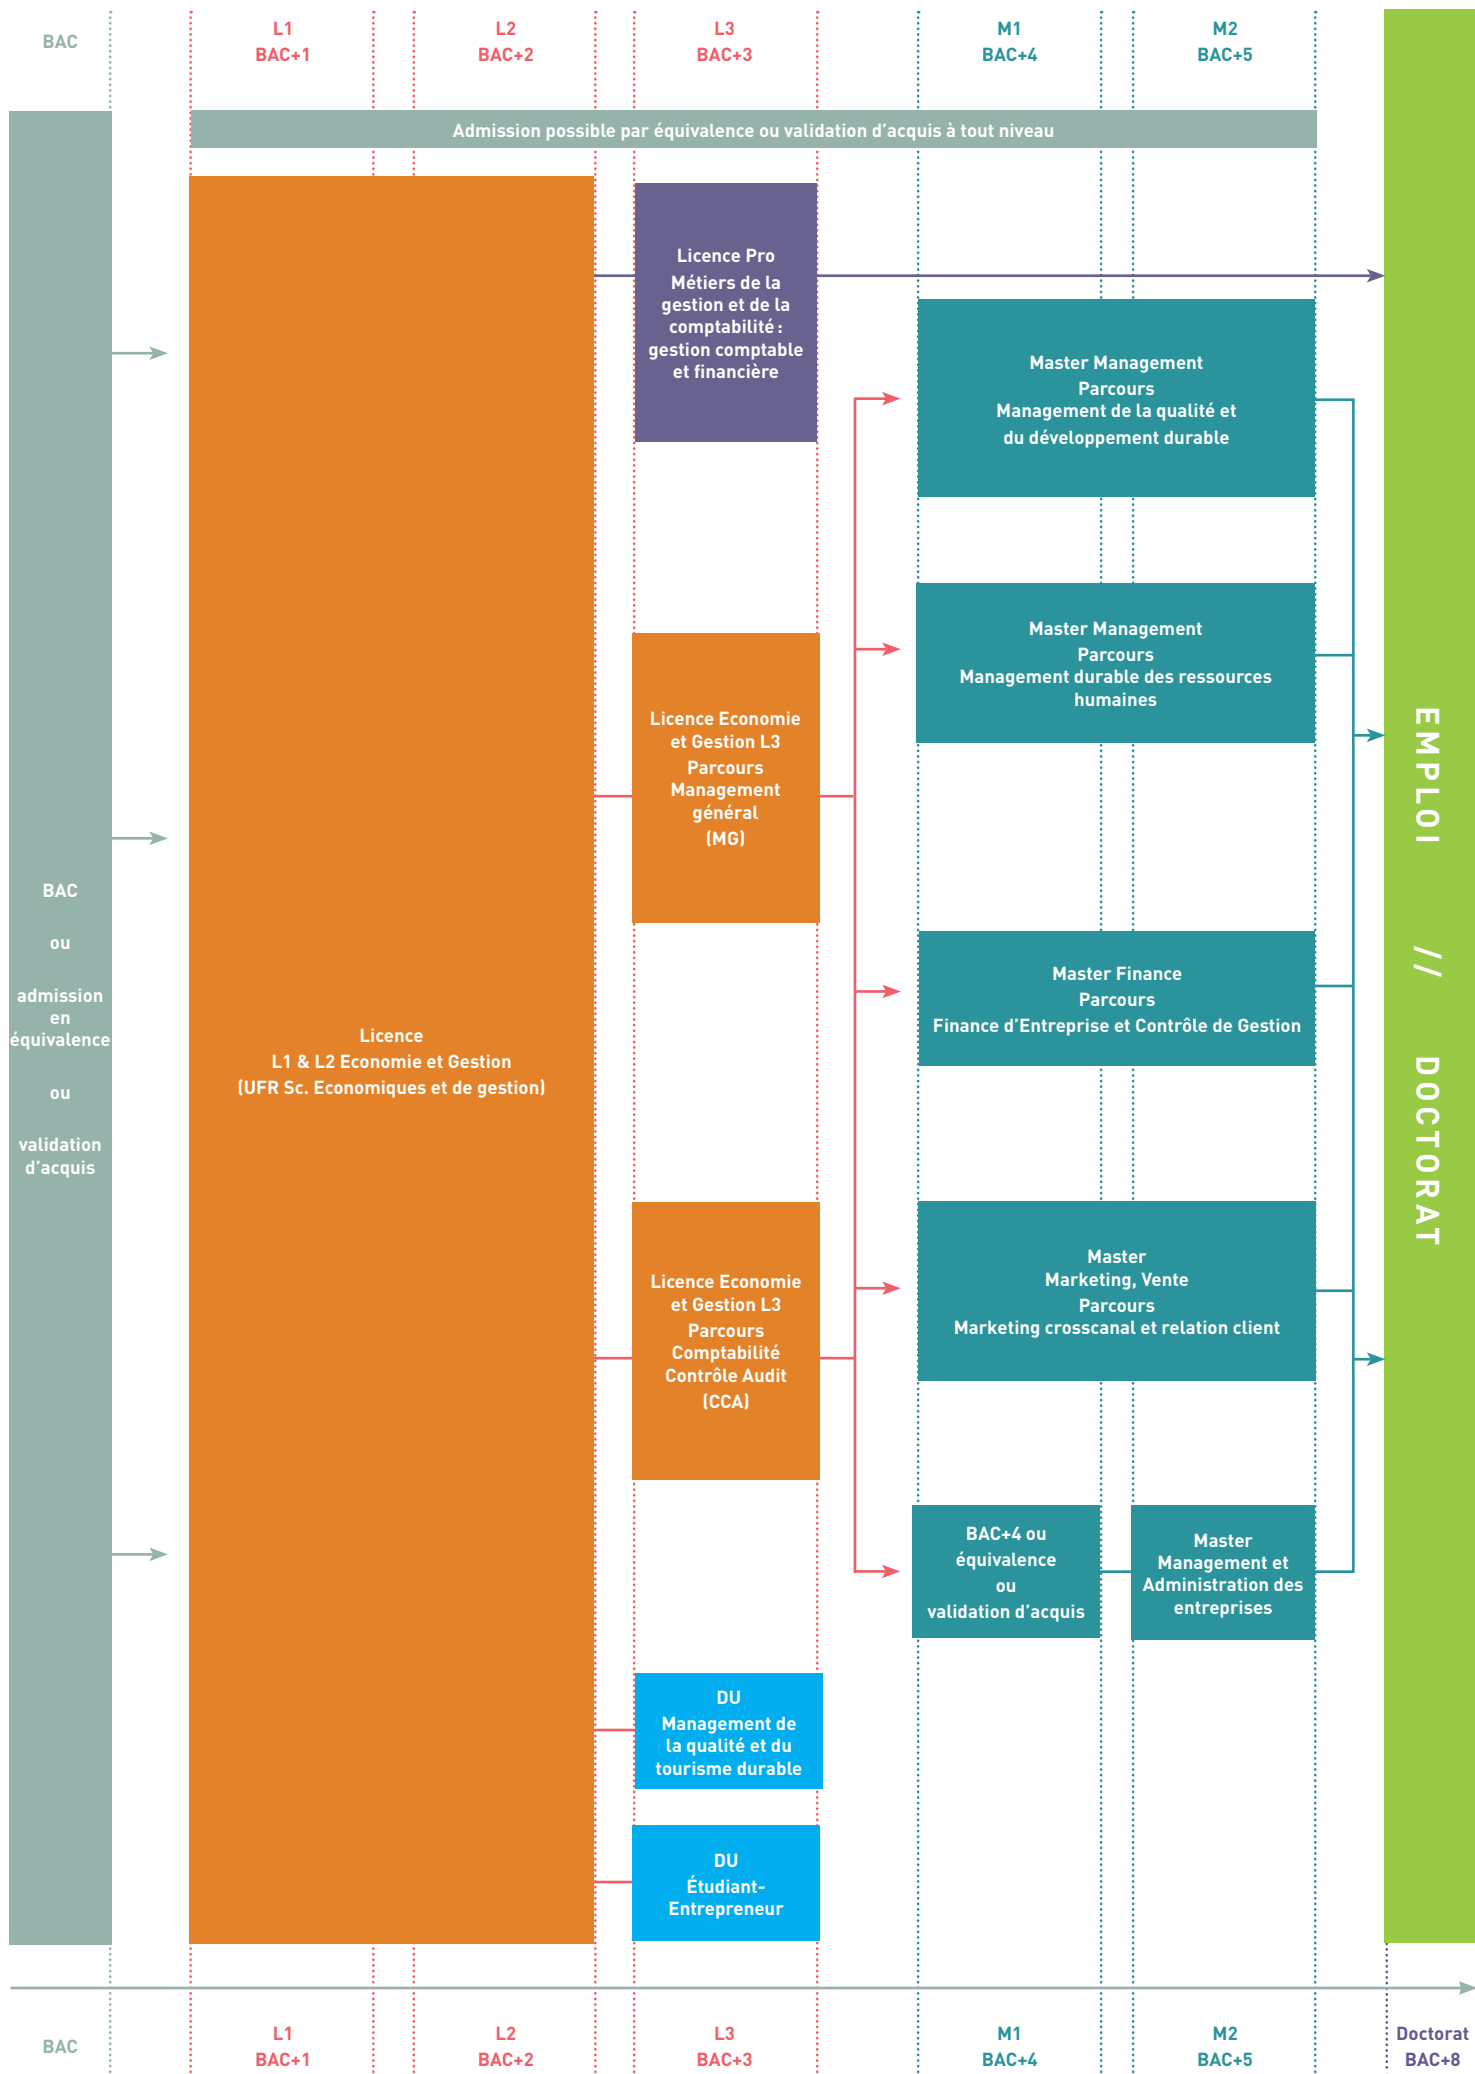 BAC
L1
BAC+1
L2
BAC+2
L3
BAC+3
M1
BAC+4
M2
BAC+5
Admission possible par équivalence ou validation d'acquis à tout niveau
BAC
ou
admission
en
équivalence
ou
validation
d'acquis
Licence
L1 & L2 Economie et Gestion
(UFR Sc. Economiques et de gestion)
Licence Pro
Métiers de la
gestion et de la
comptabilité :
gestion comptable
et financière
Licence Economie
et Gestion L3
Parcours
Management
général
(MG)
Licence Economie
et Gestion L3
Parcours
Comptabilité
Contrôle Audit
(CCA)
DU
Management de
la qualité et du
tourisme durable
DU
Étudiant-
Entrepreneur
Master Management
Parcours
Management de la qualité et
du développement durable
Master Management
Parcours
Management durable des ressources
humaines
Master Finance
Parcours
Finance d'Entreprise et Contrôle de Gestion
Master
Marketing, Vente
Parcours
Marketing crosscanal et relation client
BAC+4 ou
équivalence
ou
validation d'acquis
Master
Management et
Administration des
entreprises
EMPLOI // DOCTORAT
BAC
L1
BAC+1
L2
BAC+2
L3
BAC+3
M1
BAC+4
M2
BAC+5
Doctorat
BAC+8